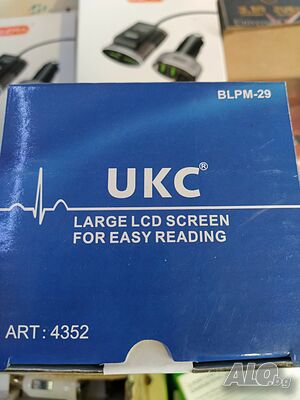 BLPM-29
UKC®
LARGE LCD SCREEN
FOR EASY READING
ART: 4352
ALO.bg